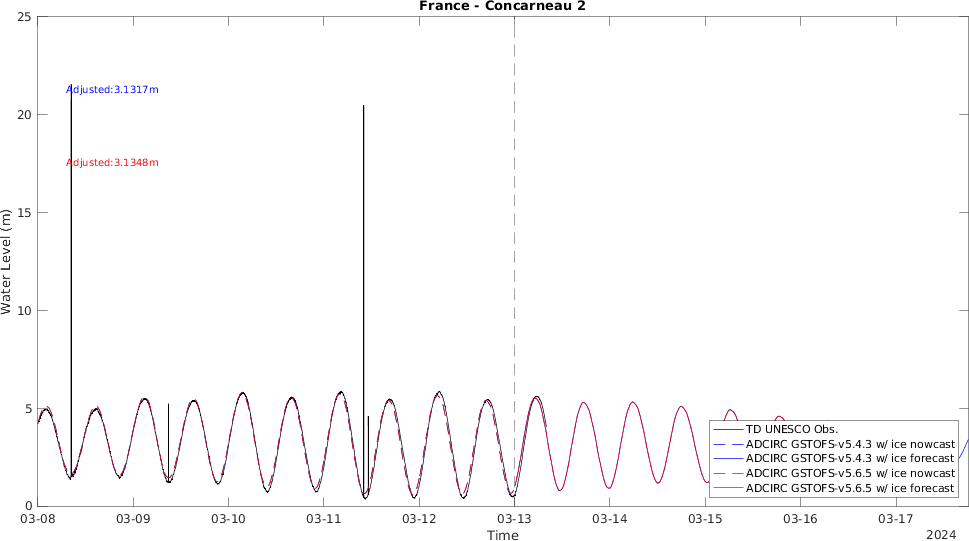 France - Concarneau 2
25
20
15
10
5
0
Water Level (m)
Adjusted:3.1317m
Adjusted:3.1348m
TD UNESCO Obs.
ADCIRC GSTOFS-v5.4.3 w/ ice nowcast
ADCIRC GSTOFS-v5.4.3 w/ ice forecast
ADCIRC GSTOFS-v5.6.5 w/ ice nowcast
ADCIRC GSTOFS-v5.6.5 w/ ice forecast
03-08 03-09 03-10 03-11 03-12 03-13 03-14 03-15 03-16 03-17
Time
2024